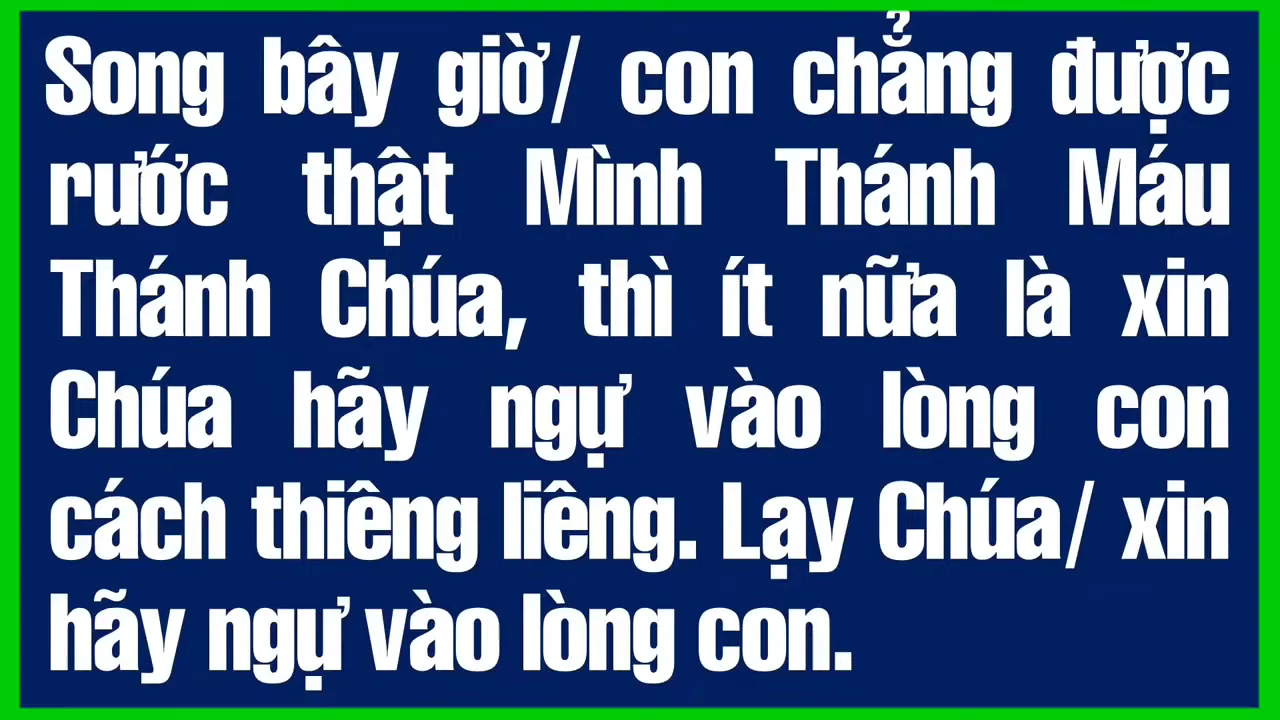 Song bây giờ/ con chẳng được
rước thật Mình Thánh Máu
Thánh Chúa, thì ít nữa là xin
Chúa hãy ngự vào lòng con
cách thiêng liêng. Lạy Chúa/ xin
hãy ngự vào lòng con.